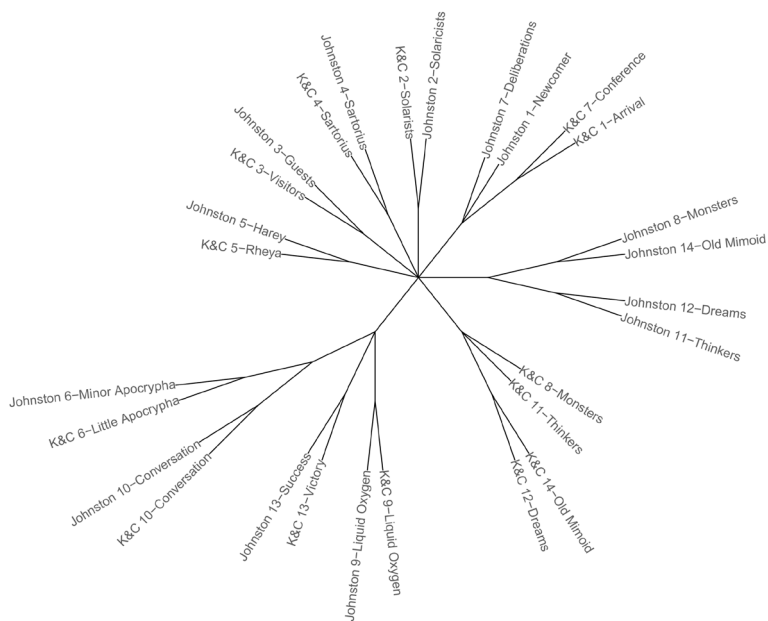 Johnston 4−Sartorius
K&C 4−Sartorius
K&C 2−Solarists
Johnston 2−Solaricists
Johnston 7−Deliberations
Johnston 1−Newcomer
K&C 7−Conference
K&C 1−Arrival
Johnston 3−Guests
K&C 3−Visitors
Johnston 5−Harey
K&C 5−Rheya
Johnston 8−Monsters
Johnston 14−Old Mimoid
Johnston 12−Dreams
Johnston 11−Thinkers
K&C 8−Monsters
K&C 11−Thinkers
K&C 14−Old Mimoid
K&C 12−Dreams
Johnston 6−Minor Apocrypha
K&C 6−Little Apocrypha
Johnston 10−Conversation
K&C 10−Conversation
Johnston 13−Success
K&C 13−Victory
Johnston 9−Liquid Oxygen
K&C 9−Liquid Oxygen